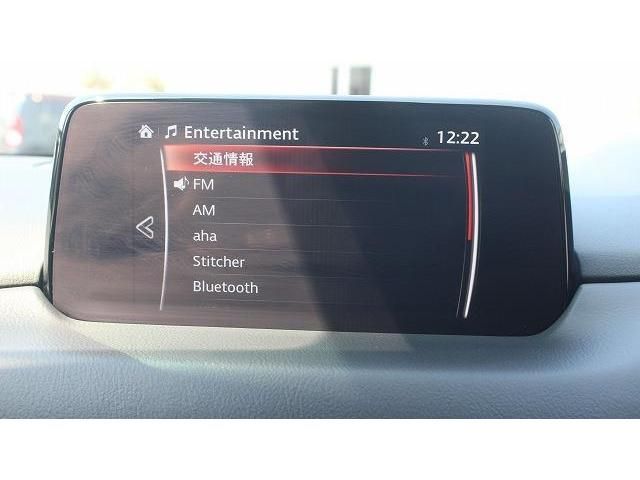 Entertainment 12:22
交通情報
FM
AM
aha
Stitcher
Bluetooth